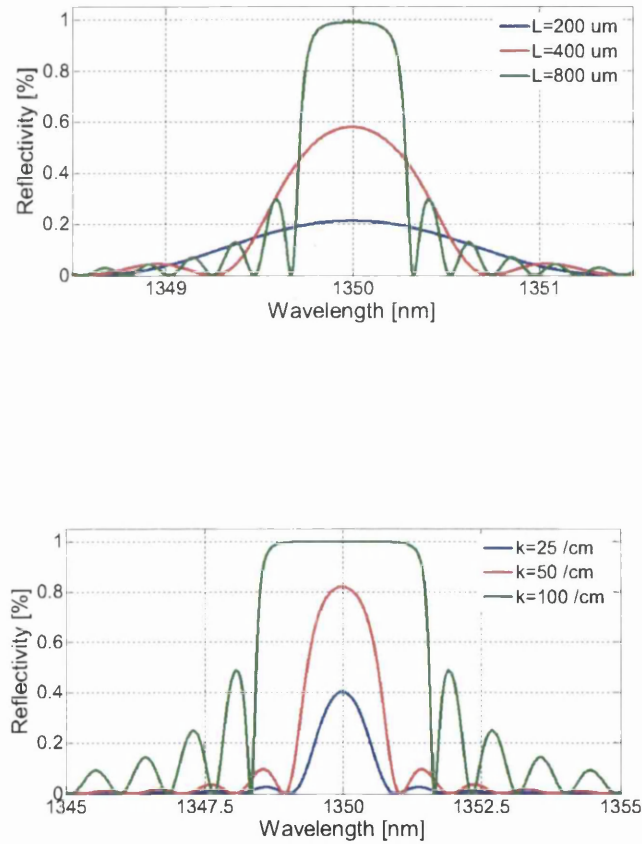 1
0.8
0.6
0.4
0.2
0
Reflectivity [%]
L=200 um
L=400 um
L=800 um
1349
1350
1351
Wavelength [nm]
1
0.8
0.6
0.4
0.2
0
Reflectivity [%]
k=25 /cm
k=50 /cm
k=100 /cm
1345
1347.5
1350
1352.5
1355
Wavelength [nm]